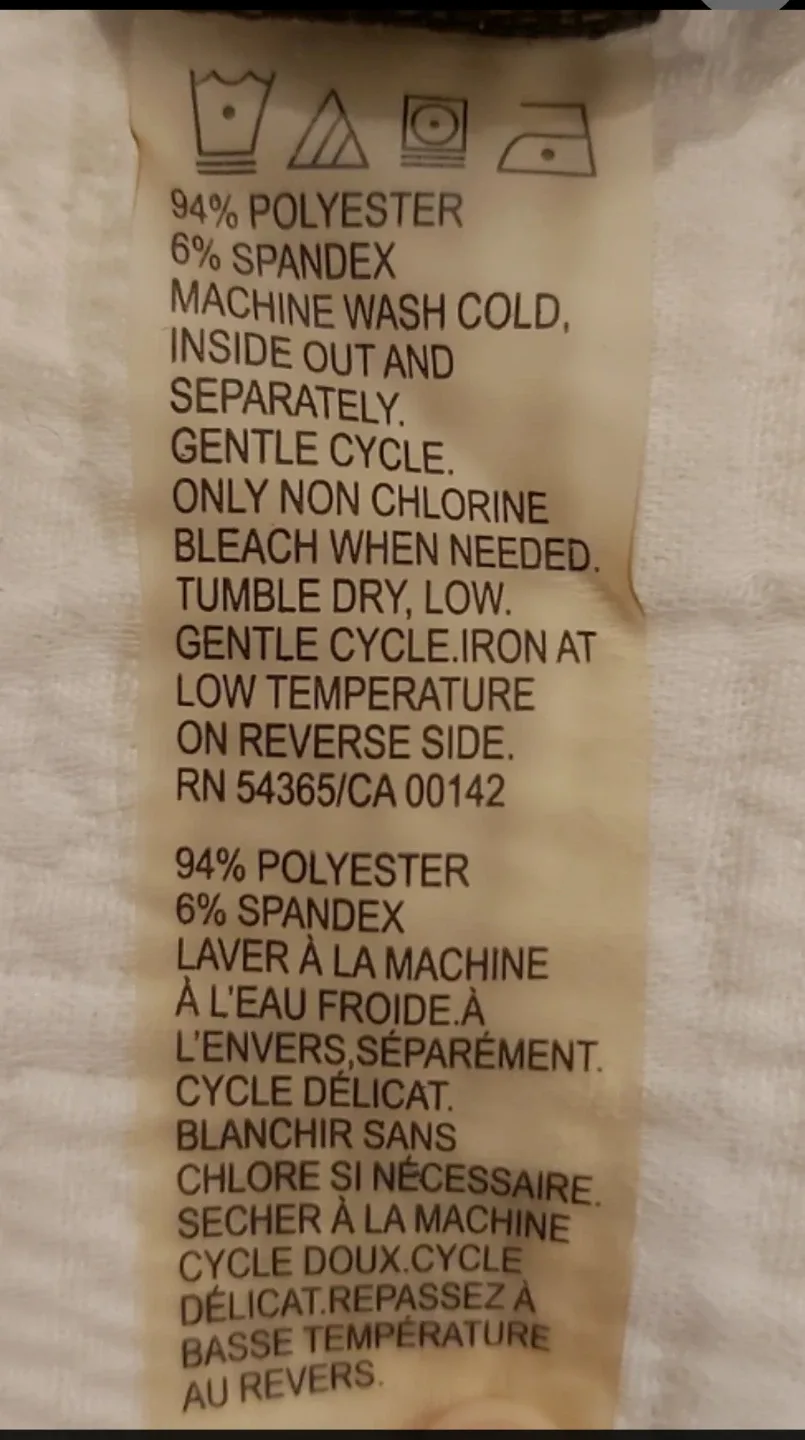 94% POLYESTER
6% SPANDEX
MACHINE WASH COLD,
INSIDE OUT AND
SEPARATELY.
GENTLE CYCLE.
ONLY NON CHLORINE
BLEACH WHEN NEEDED.
TUMBLE DRY, LOW.
GENTLE CYCLE.IRON AT
LOW TEMPERATURE
ON REVERSE SIDE.
RN 54365/CA 00142
94% POLYESTER
6% SPANDEX
LAVER À LA MACHINE
À L'EAU FROIDE.À
L'ENVERS,SÉPARÉMENT.
CYCLE DÉLICAT.
BLANCHIR SANS
CHLORE SI NÉCESSAIRE.
SECHER À LA MACHINE
CYCLE DOUX.CYCLE
DÉLICAT.REPASSEZ À
BASSE TEMPÉRATURE
AU REVERS.